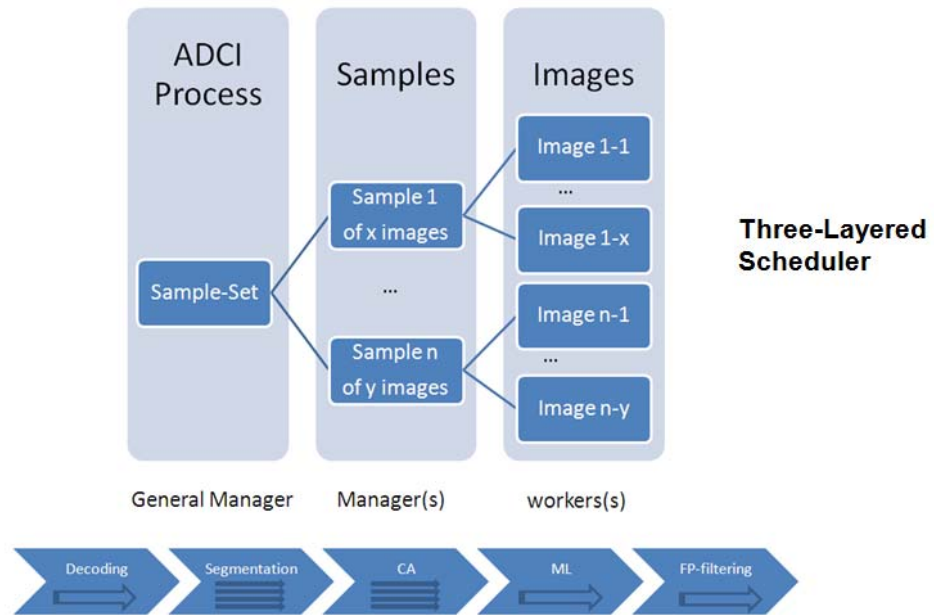 ADCI
Process
Samples
Images
Sample-Set
Sample 1
of x images
...
Sample n
of y images
Image 1-1
...
Image 1-x
Image n-1
...
Image n-y
Three-Layered
Scheduler
General Manager
Manager(s)
workers(s)
Decoding
Segmentation
CA
ML
FP-filtering